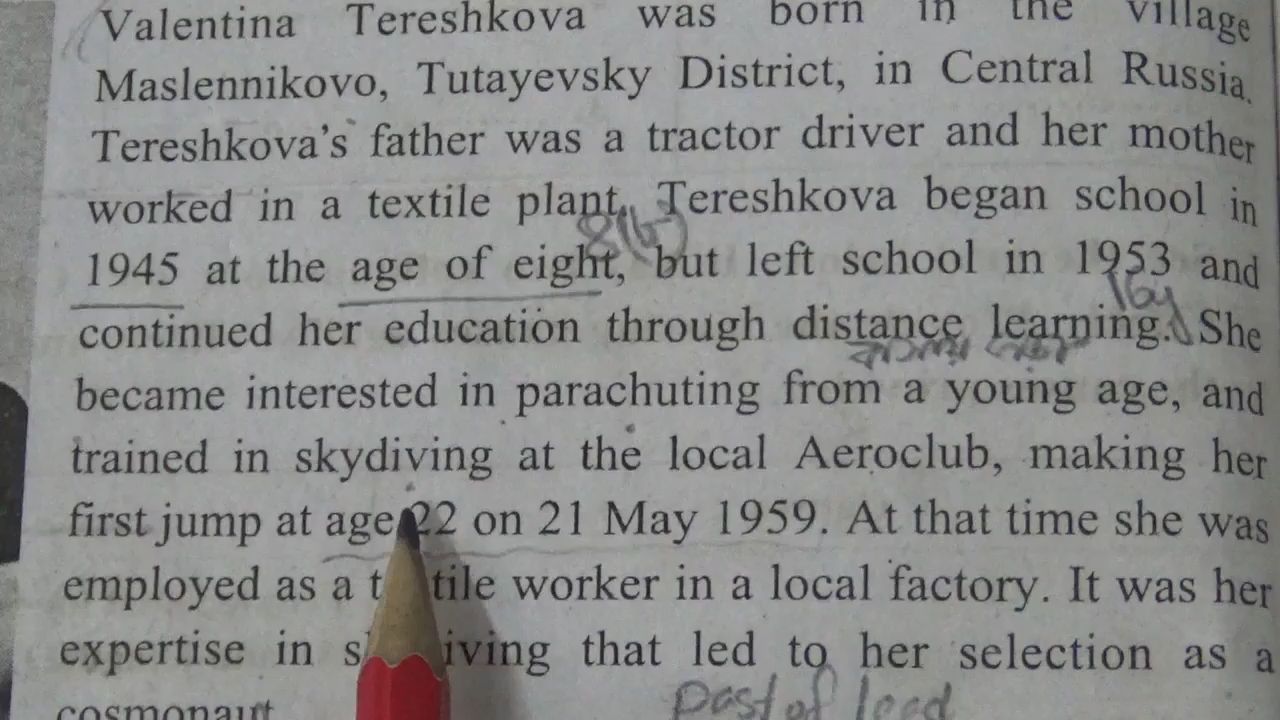 Valentina Tereshkova was born in the village
Maslennikovo, Tutayevsky District, in Central Russia.
Tereshkova's father was a tractor driver and her mother
worked in a textile plant. Tereshkova began school in
8(b)
1945 at the age of eight, but left school in 1953 and
16y
continued her education through distance learning. She
became interested in parachuting from a young age, and
trained in skydiving at the local Aeroclub, making her
first jump at age 22 on 21 May 1959. At that time she was
employed as a t tile worker in a local factory. It was her
expertise in s iving that led to her selection as a
cosmonaut
past of lead